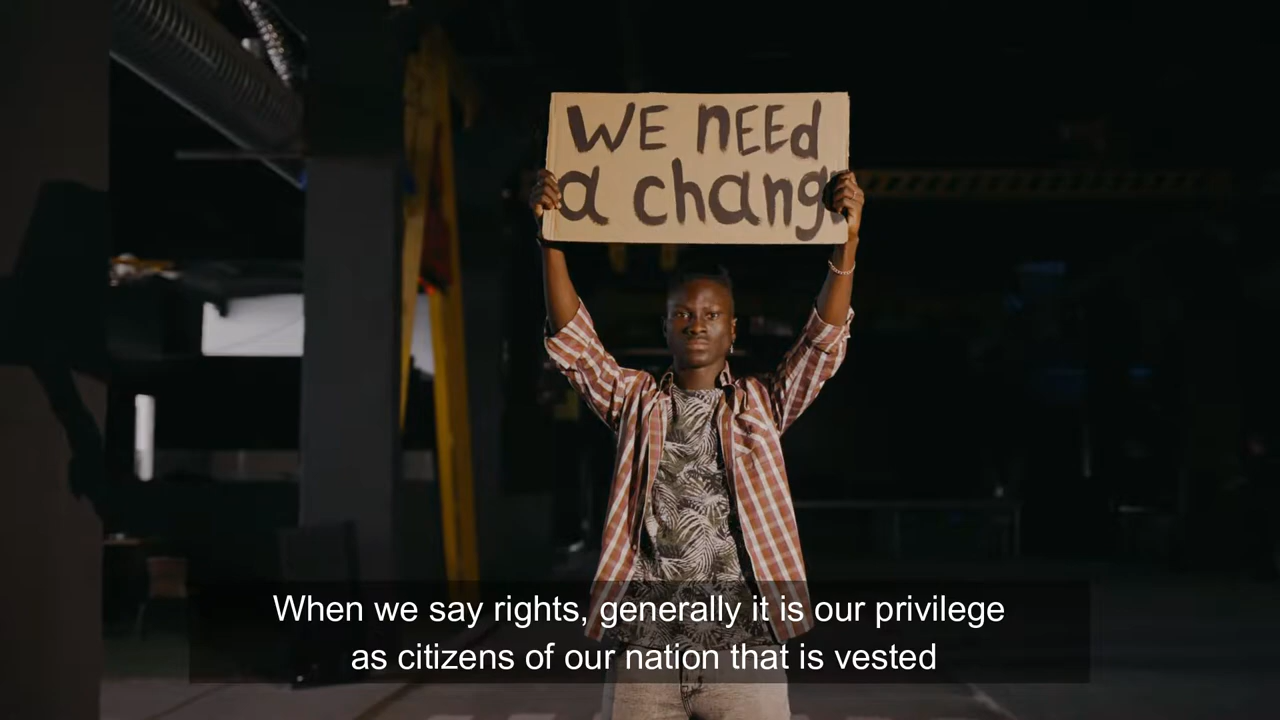 WE NEEd
a chang
When we say rights, generally it is our privilege
as citizens of our nation that is vested